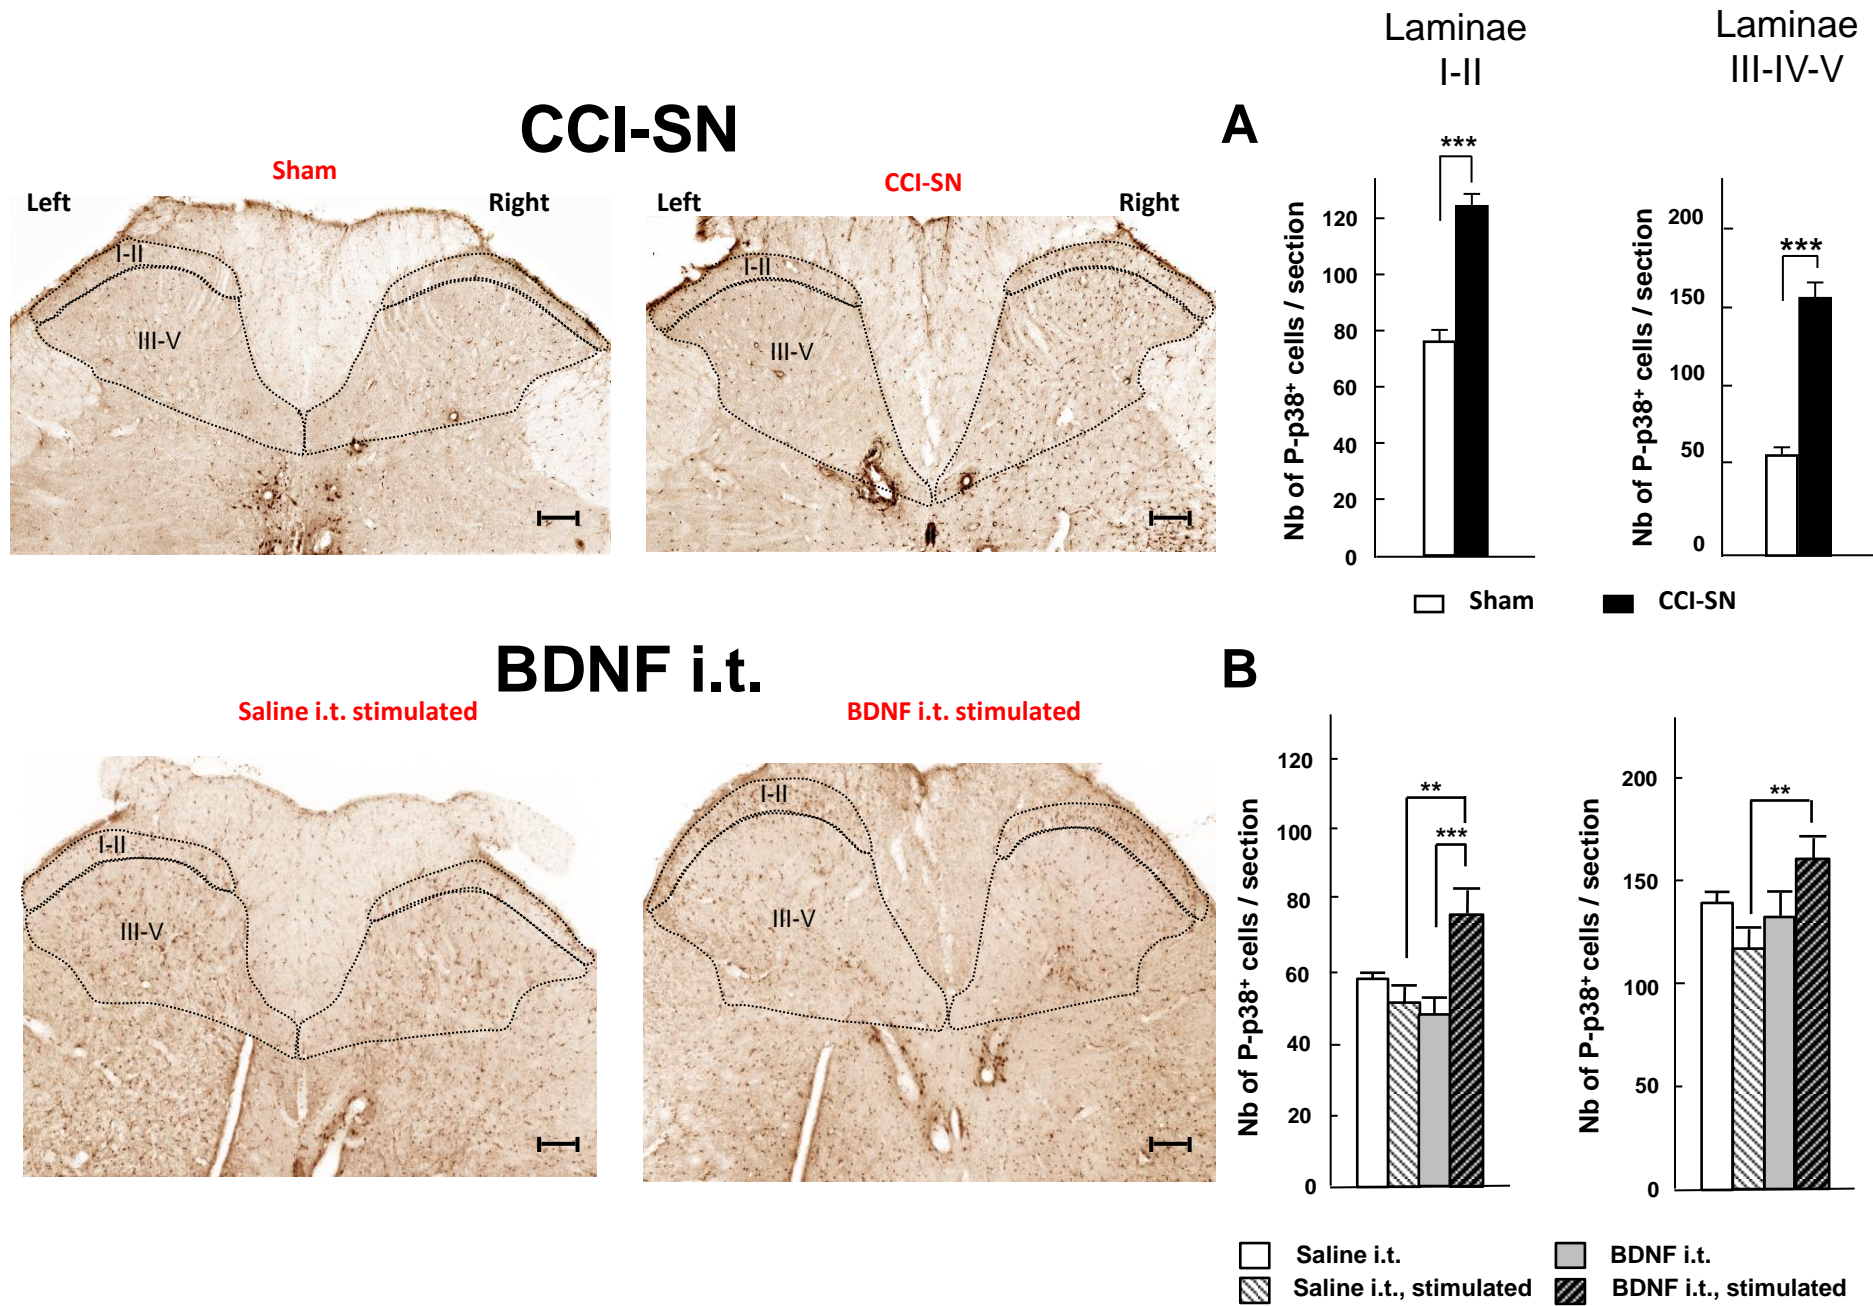 Laminae
I-II
Laminae
III-IV-V
CCI-SN
A
Sham
Left
Right
I-II
III-V
CCI-SN
Left
Right
I-II
III-V
***
Nb of P-p38⁺ cells / section
120
100
80
60
40
20
0
***
Nb of P-p38⁺ cells / section
200
150
100
50
0
Sham
CCI-SN
BDNF i.t.
B
Saline i.t. stimulated
I-II
III-V
BDNF i.t. stimulated
I-II
III-V
**
***
Nb of P-p38⁺ cells / section
120
100
80
60
40
20
0
**
Nb of P-p38⁺ cells / section
200
150
100
50
0
Saline i.t.
BDNF i.t.
Saline i.t., stimulated
BDNF i.t., stimulated